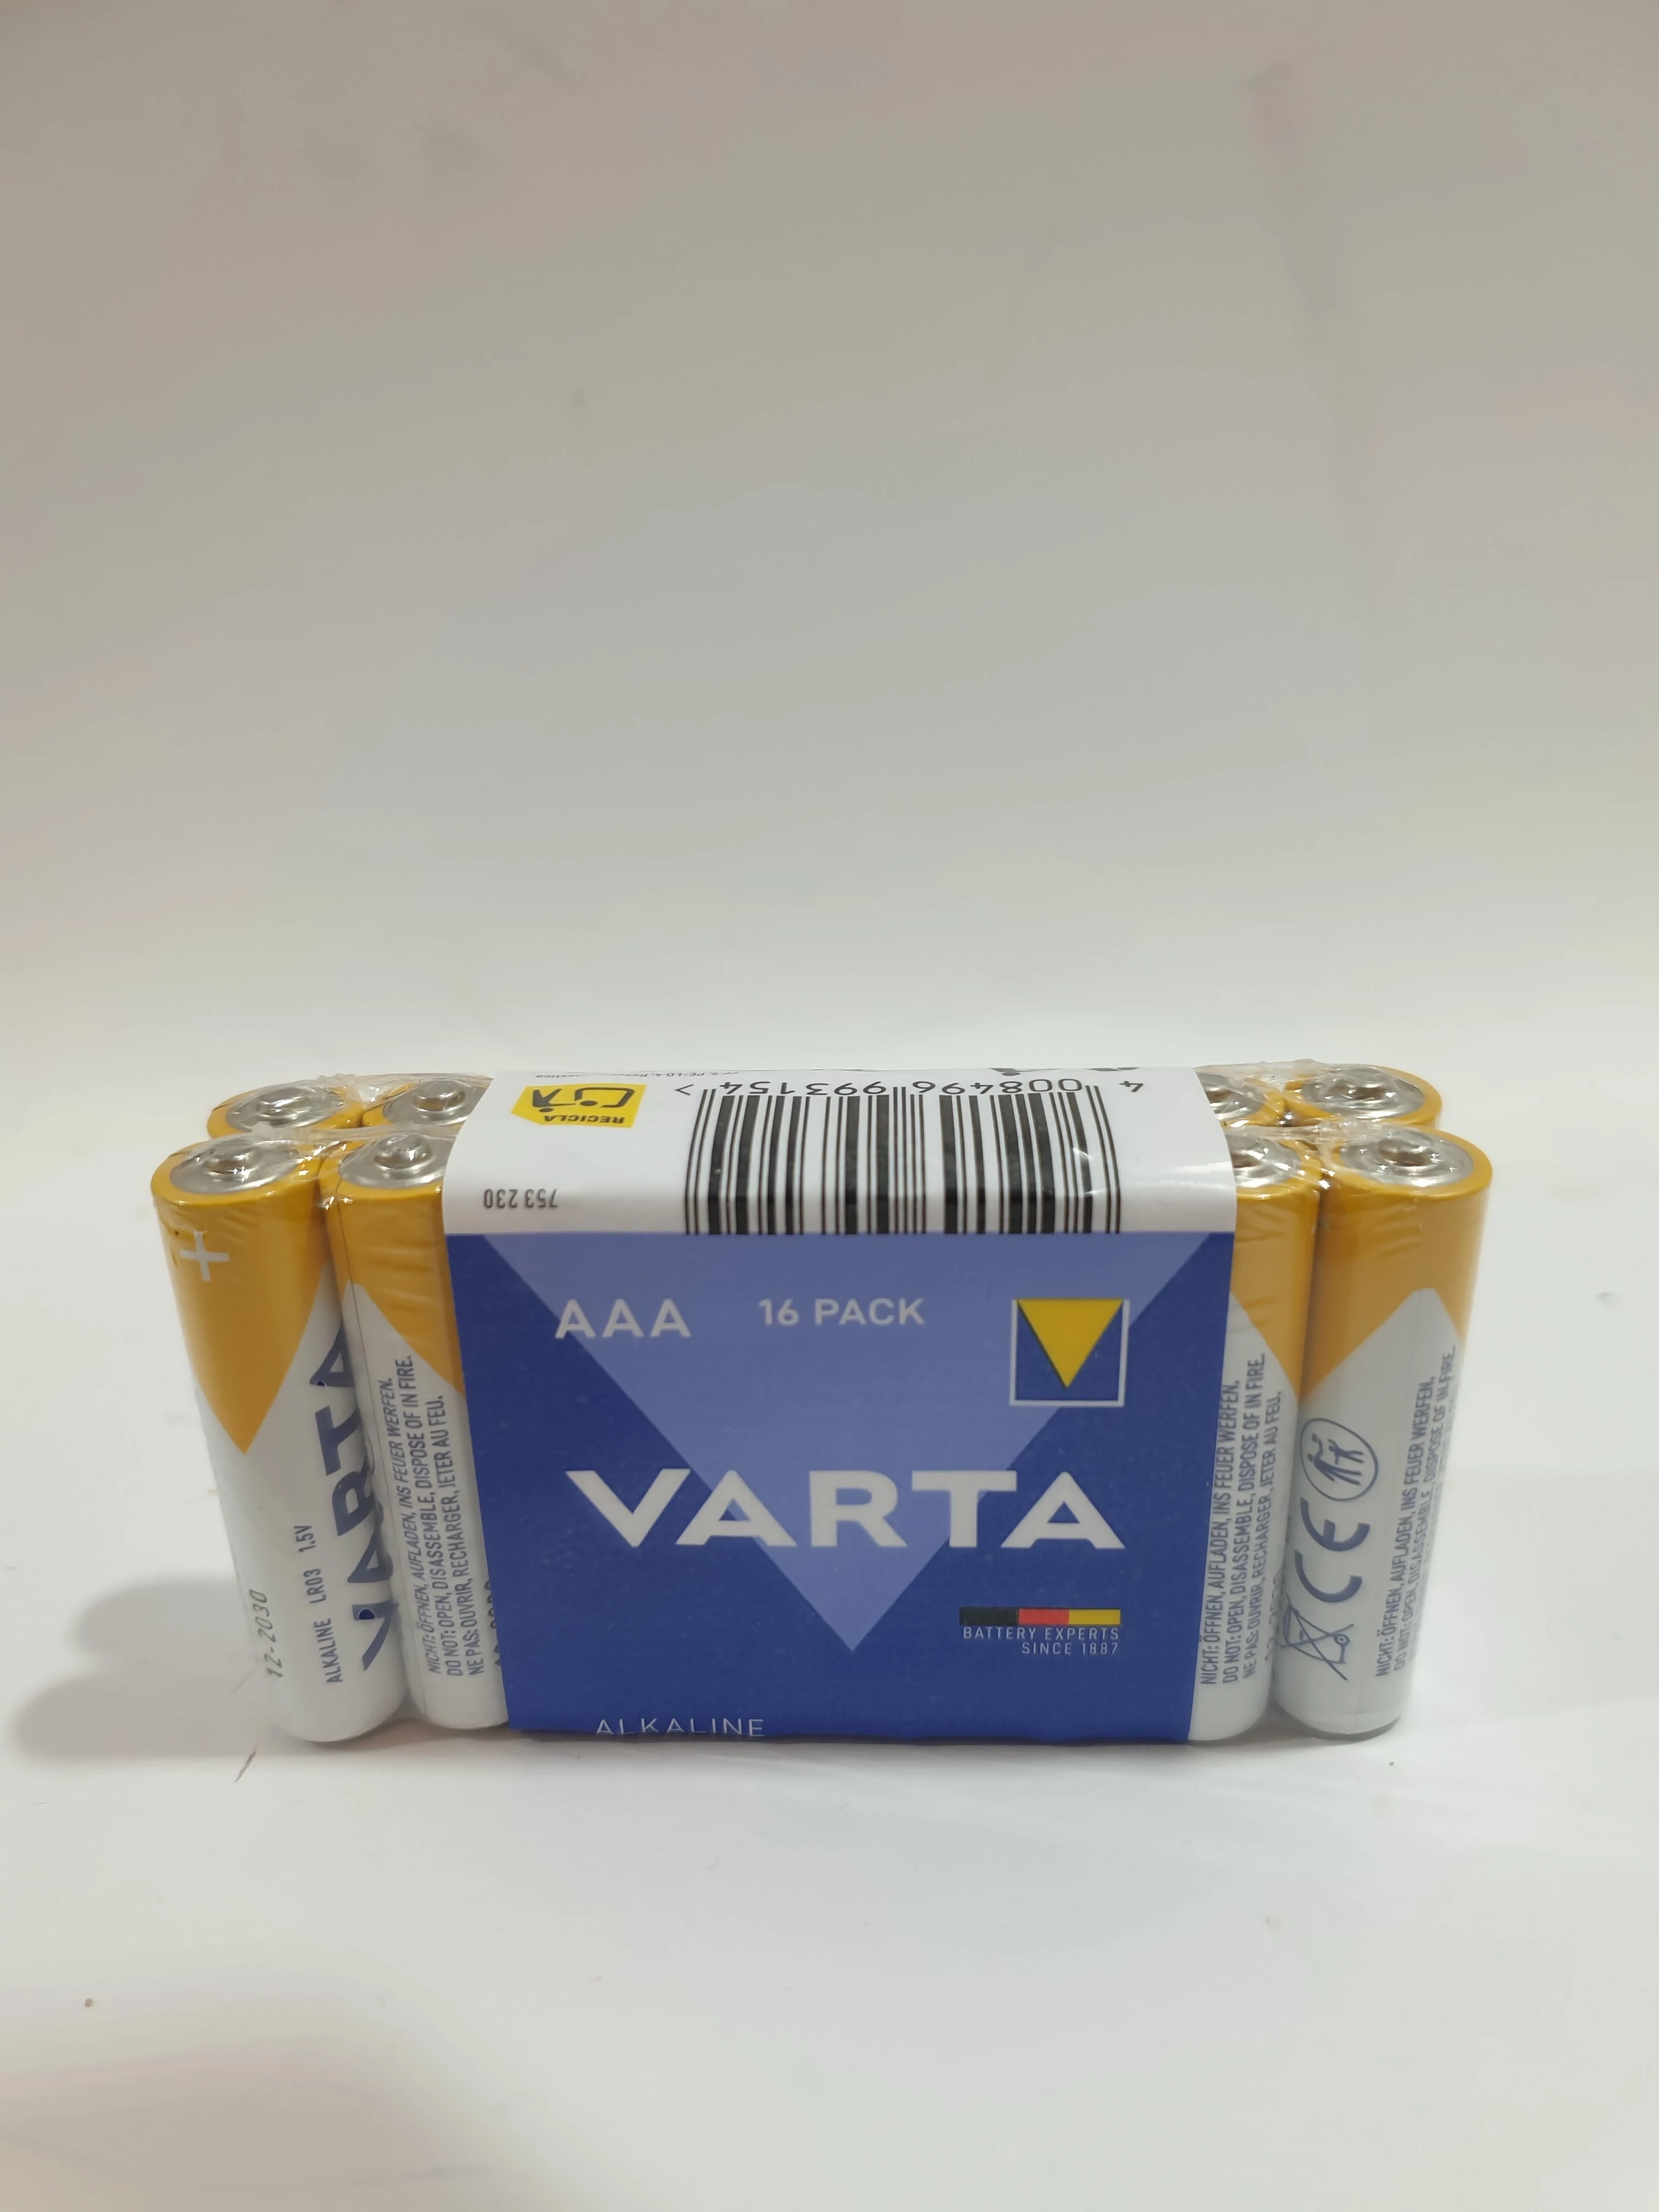 4 008496 993154 >
RECICLA
753 230
AAA 16 PACK
VARTA
BATTERY EXPERTS
SINCE 1887
ALKALINE
+
VARTA
ALKALINE LR03 1.5V
12-2030
NICHT: ÖFFNEN, AUFLADEN, INS FEUER WERFEN.
DO NOT: OPEN, DISASSEMBLE, DISPOSE OF IN FIRE.
NE PAS: OUVRIR, RECHARGER, JETER AU FEU.
NICHT: ÖFFNEN, AUFLADEN, INS FEUER WERFEN.
DO NOT: OPEN, DISASSEMBLE, DISPOSE OF IN FIRE.
NE PAS: OUVRIR, RECHARGER, JETER AU FEU.
CE
NICHT: ÖFFNEN, AUFLADEN, INS FEUER WERFEN.
DO NOT: OPEN, DISASSEMBLE, DISPOSE OF IN FIRE.